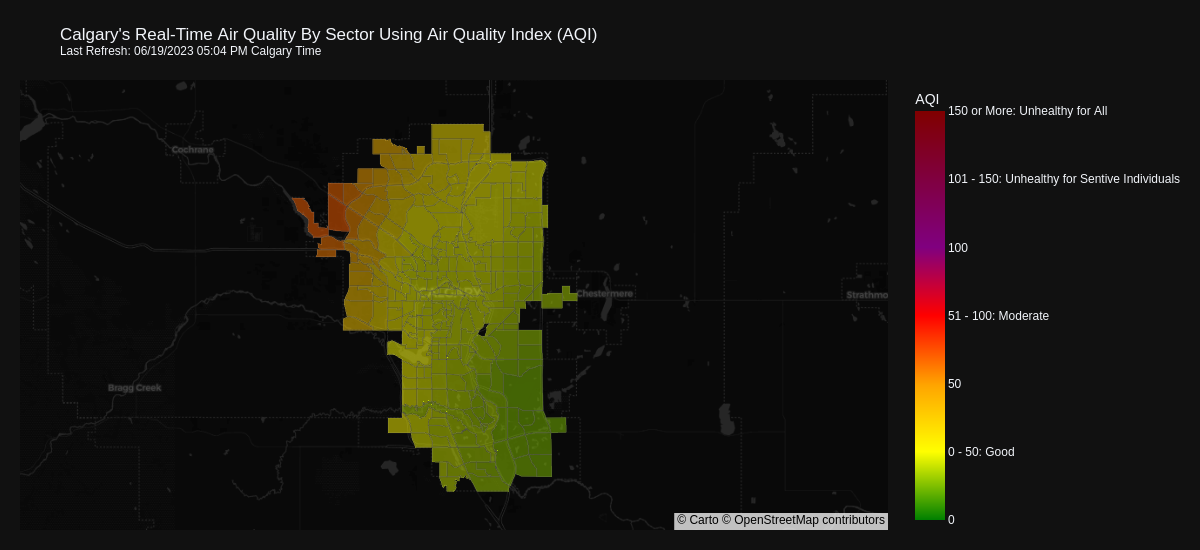 Calgary's Real-Time Air Quality By Sector Using Air Quality Index (AQI)
Last Refresh: 06/19/2023 05:04 PM Calgary Time
AQI
150 or More: Unhealthy for All
Cochrane
101 - 150: Unhealthy for Sentive Individuals
100
CALGARY
Chestermere
Strathmo
51 - 100: Moderate
Bragg Creek
50
0 - 50: Good
0
© Carto © OpenStreetMap contributors